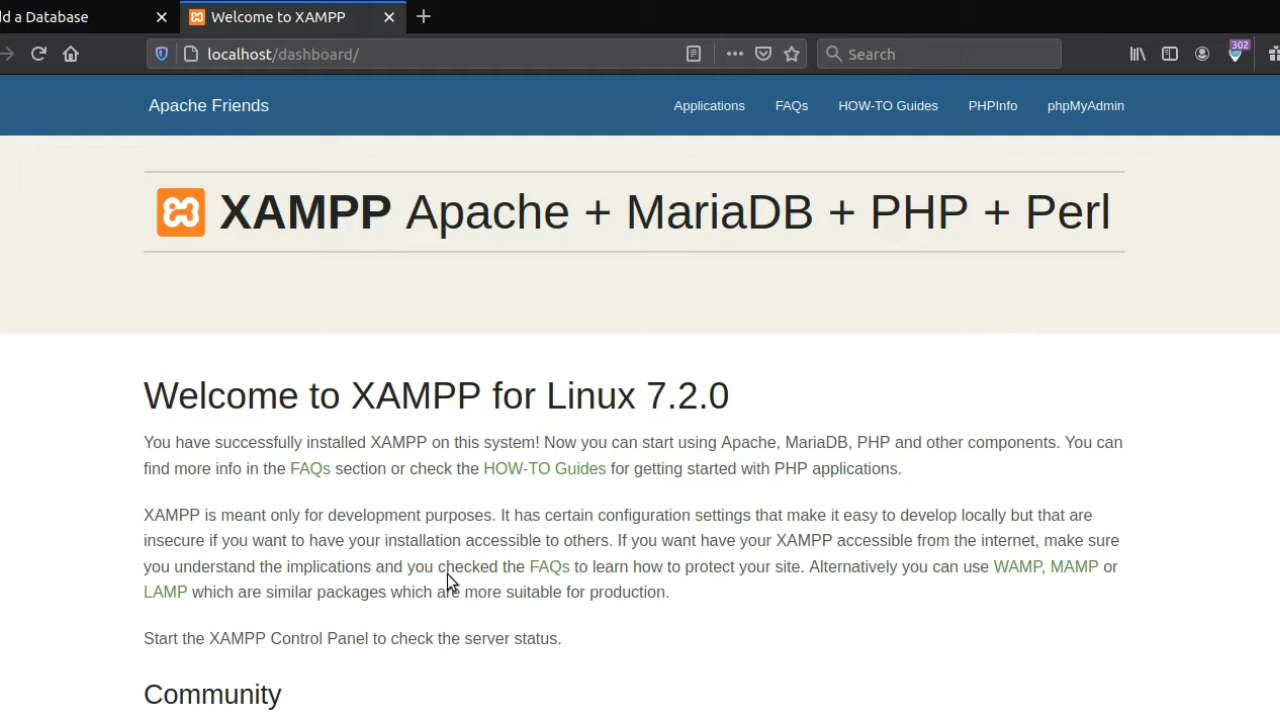 d a Database
Welcome to XAMPP
localhost/dashboard/
Search
302
Apache Friends
Applications
FAQs
HOW-TO Guides
PHPInfo
phpMyAdmin
XAMPP Apache + MariaDB + PHP + Perl
Welcome to XAMPP for Linux 7.2.0
You have successfully installed XAMPP on this system! Now you can start using Apache, MariaDB, PHP and other components. You can
find more info in the FAQs section or check the HOW-TO Guides for getting started with PHP applications.
XAMPP is meant only for development purposes. It has certain configuration settings that make it easy to develop locally but that are
insecure if you want to have your installation accessible to others. If you want have your XAMPP accessible from the internet, make sure
you understand the implications and you checked the FAQs to learn how to protect your site. Alternatively you can use WAMP, MAMP or
LAMP which are similar packages which are more suitable for production.
Start the XAMPP Control Panel to check the server status.
Community